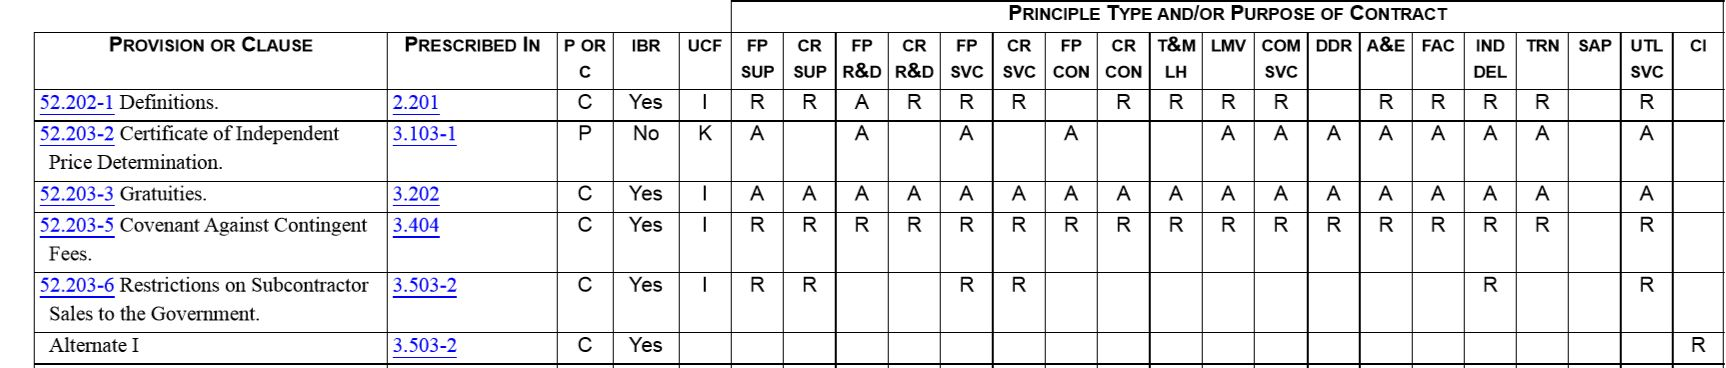 PRINCIPLE TYPE AND/OR PURPOSE OF CONTRACT
PROVISION OR CLAUSE PRESCRIBED IN P OR C IBR UCF FP SUP CR SUP FP R&D CR R&D FP SVC CR SVC FP CON CR CON T&M LH LMV COM SVC DDR A&E FAC IND DEL TRN SAP UTL SVC CI
52.202-1 Definitions. 2.201 C Yes I R R A R R R R R R R R R R R R
52.203-2 Certificate of Independent 3.103-1 P No K A A A A A A A A A A A A
Price Determination.
52.203-3 Gratuities. 3.202 C Yes I A A A A A A A A A A A A A A A A A
52.203-5 Covenant Against Contingent 3.404 C Yes I R R R R R R R R R R R R R R R R R
Fees.
52.203-6 Restrictions on Subcontractor 3.503-2 C Yes I R R R R R R
Sales to the Government.
Alternate I 3.503-2 C Yes R